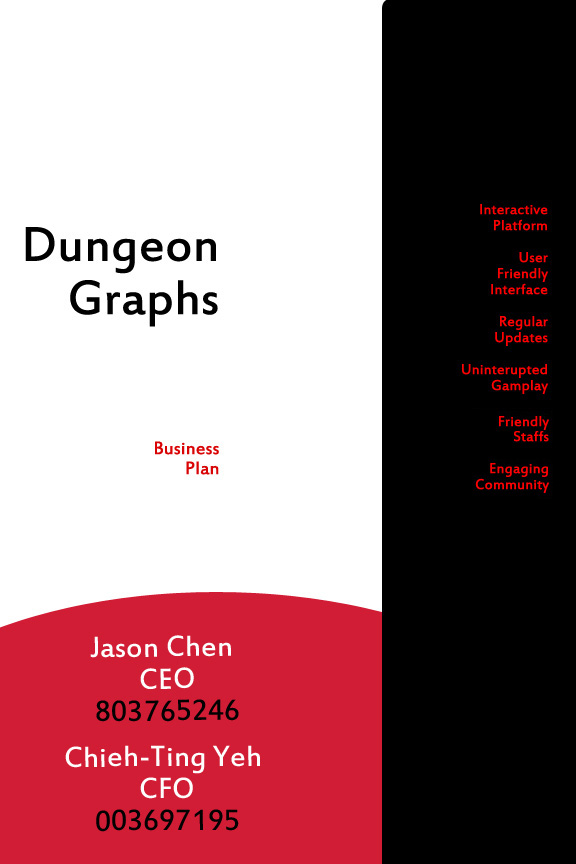 Dungeon
Graphs
Business
Plan
Jason Chen
CEO
803765246
Chieh-Ting Yeh
CFO
003697195
Interactive
Platform
User
Friendly
Interface
Regular
Updates
Uninterupted
Gamplay
Friendly
Staffs
Engaging
Community